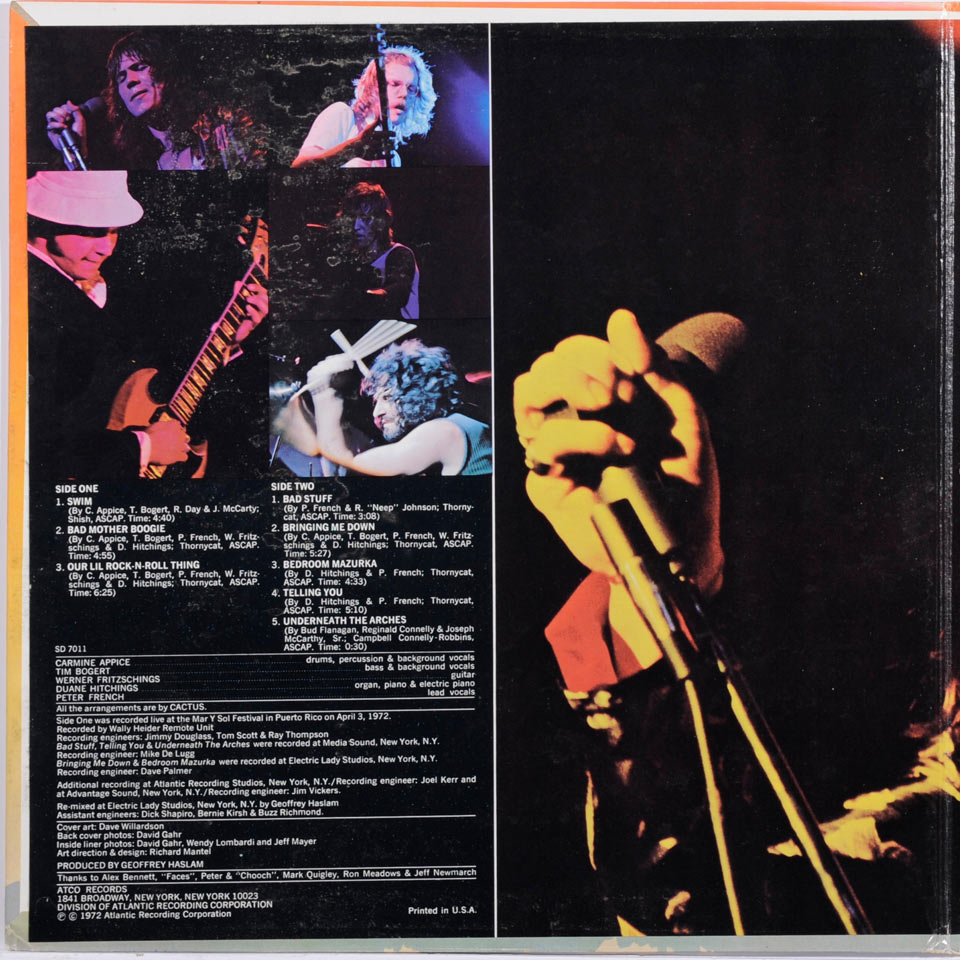 SIDE ONE
1. SWIM
(By C. Appice, T. Bogert, R. Day & J. McCarty;
Shish, ASCAP. Time: 4:40)
2. BAD MOTHER BOOGIE
(By C. Appice, T. Bogert, P. French, W. Fritz-
schings & D. Hitchings; Thornycat, ASCAP.
Time: 4:55)
3. OUR LIL ROCK-N-ROLL THING
(By C. Appice, T. Bogert, P. French, W. Fritz-
schings & D. Hitchings; Thornycat, ASCAP.
Time: 6:25)
SIDE TWO
1. BAD STUFF
(By P. French & R. "Neep" Johnson; Thorny-
cat, ASCAP. Time: 3:08)
2. BRINGING ME DOWN
(By C. Appice, T. Bogert, P. French, W. Fritz-
schings & D. Hitchings; Thornycat, ASCAP.
Time: 5:27)
3. BEDROOM MAZURKA
(By D. Hitchings & P. French; Thornycat,
ASCAP. Time: 4:33)
4. TELLING YOU
(By D. Hitchings & P. French; Thornycat,
ASCAP. Time: 5:10)
5. UNDERNEATH THE ARCHES
(By Bud Flanagan, Reginald Connelly & Joseph
McCarthy, Sr.; Campbell Connelly-Robbins,
ASCAP. Time: 0:30)
SD 7011
CARMINE APPICE drums, percussion & background vocals
TIM BOGERT bass & background vocals
WERNER FRITZSCHINGS guitar
DUANE HITCHINGS organ, piano & electric piano
PETER FRENCH lead vocals
All the arrangements are by CACTUS.
Side One was recorded live at the Mar Y Sol Festival in Puerto Rico on April 3, 1972.
Recorded by Wally Heider Remote Unit
Recording engineers: Jimmy Douglass, Tom Scott & Ray Thompson
Bad Stuff, Telling You & Underneath The Arches were recorded at Media Sound, New York, N.Y.
Recording engineer: Mike De Lugg
Bringing Me Down & Bedroom Mazurka were recorded at Electric Lady Studios, New York, N.Y.
Recording engineer: Dave Palmer
Additional recording at Atlantic Recording Studios, New York, N.Y./Recording engineer: Joel Kerr and
at Advantage Sound, New York, N.Y./Recording engineer: Jim Vickers.
Re-mixed at Electric Lady Studios, New York, N.Y. by Geoffrey Haslam
Assistant engineers: Dick Shapiro, Bernie Kirsh & Buzz Richmond.
Cover art: Dave Willardson
Back cover photos: David Gahr
Inside liner photos: David Gahr, Wendy Lombardi and Jeff Mayer
Art direction & design: Richard Mantel
PRODUCED BY GEOFFREY HASLAM
Thanks to Alex Bennett, "Faces", Peter & "Chooch", Mark Quigley, Ron Meadows & Jeff Newmarch
ATCO RECORDS
1841 BROADWAY, NEW YORK, NEW YORK 10023
DIVISION OF ATLANTIC RECORDING CORPORATION
℗ © 1972 Atlantic Recording Corporation
Printed in U.S.A.